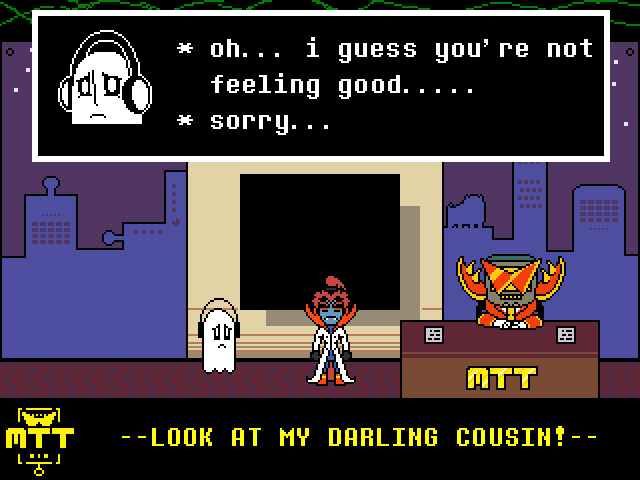 * oh... i guess you're not
feeling good.....
* sorry...
MTT
MTT
--LOOK AT MY DARLING COUSIN!--